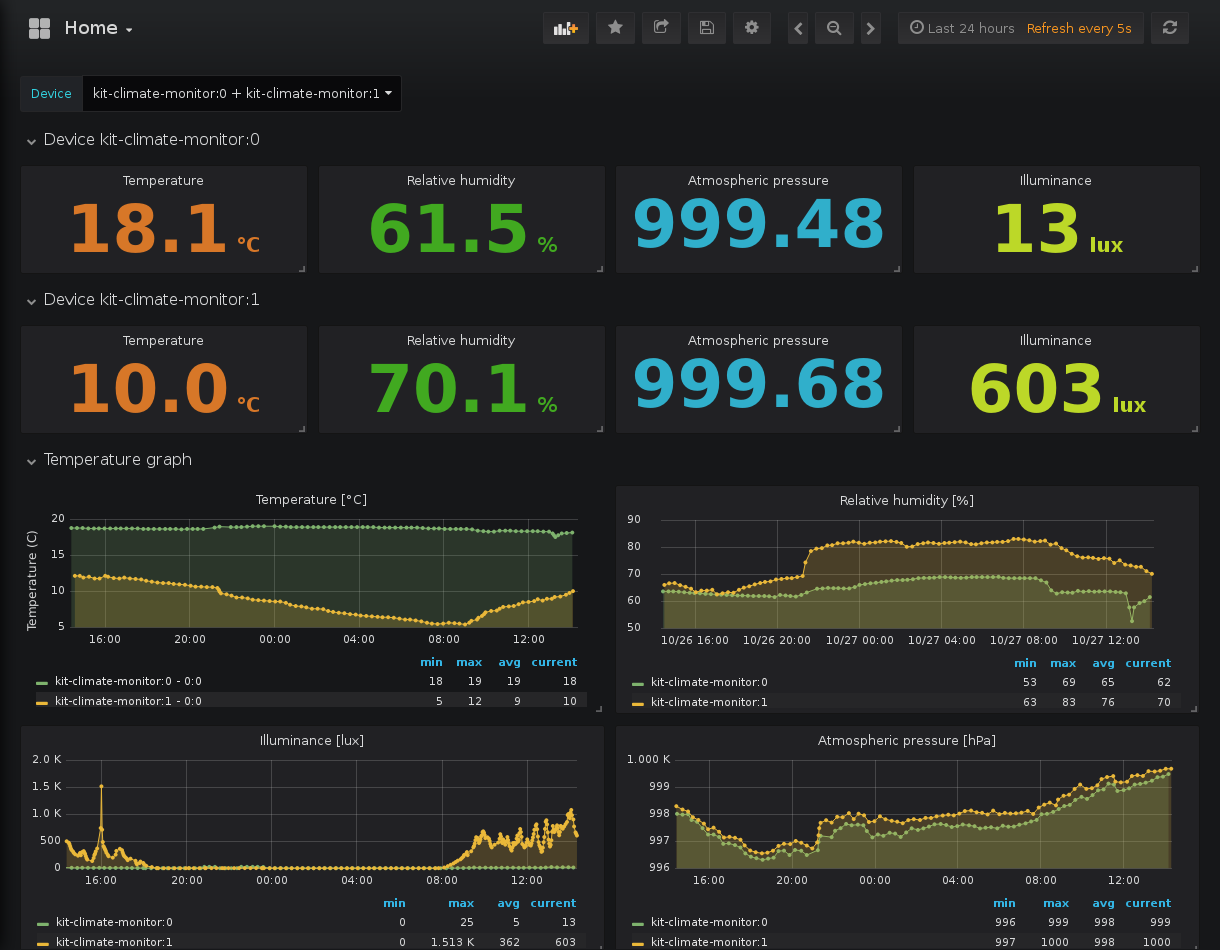 Home
Last 24 hours Refresh every 5s
Device kit-climate-monitor:0 + kit-climate-monitor:1
Device kit-climate-monitor:0
Temperature Relative humidity Atmospheric pressure Illuminance
18.1 °C 61.5 % 999.48 13 lux
Device kit-climate-monitor:1
Temperature Relative humidity Atmospheric pressure Illuminance
10.0 °C 70.1 % 999.68 603 lux
Temperature graph
Temperature [°C]
Temperature (C)
20
15
10
5
16:00 20:00 00:00 04:00 08:00 12:00
min max avg current
kit-climate-monitor:0 - 0:0 18 19 19 18
kit-climate-monitor:1 - 0:0 5 12 9 10
Relative humidity [%]
90
80
70
60
50
10/26 16:00 10/26 20:00 10/27 00:00 10/27 04:00 10/27 08:00 10/27 12:00
min max avg current
kit-climate-monitor:0 53 69 65 62
kit-climate-monitor:1 63 83 76 70
Illuminance [lux]
2.0 K
1.5 K
1.0 K
500
0
16:00 20:00 00:00 04:00 08:00 12:00
min max avg current
kit-climate-monitor:0 0 25 5 13
kit-climate-monitor:1 0 1.513 K 362 603
Atmospheric pressure [hPa]
1.000 K
999
998
997
996
16:00 20:00 00:00 04:00 08:00 12:00
min max avg current
kit-climate-monitor:0 996 999 998 999
kit-climate-monitor:1 997 1000 998 1000